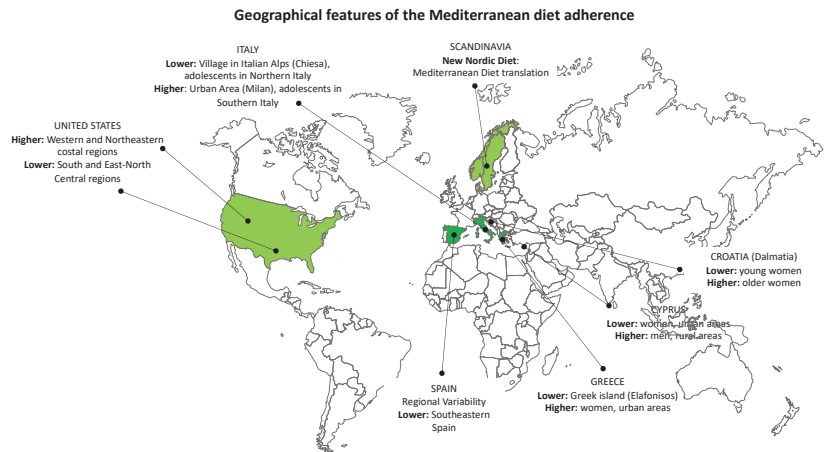 Geographical features of the Mediterranean diet adherence
ITALY
Lower: Village in Italian Alps (Chiesa),
adolescents in Northern Italy
Higher: Urban Area (Milan), adolescents in
Southern Italy
SCANDINAVIA
New Nordic Diet:
Mediterranean Diet translation
UNITED STATES
Higher: Western and Northeastern
costal regions
Lower: South and East-North
Central regions
CROATIA (Dalmatia)
Lower: young women
Higher: older women
CYPRUS
Lower: women, urban areas
Higher: men, rural areas
SPAIN
Regional Variability
Lower: Southeastern
Spain
GREECE
Lower: Greek island (Elafonisos)
Higher: women, urban areas